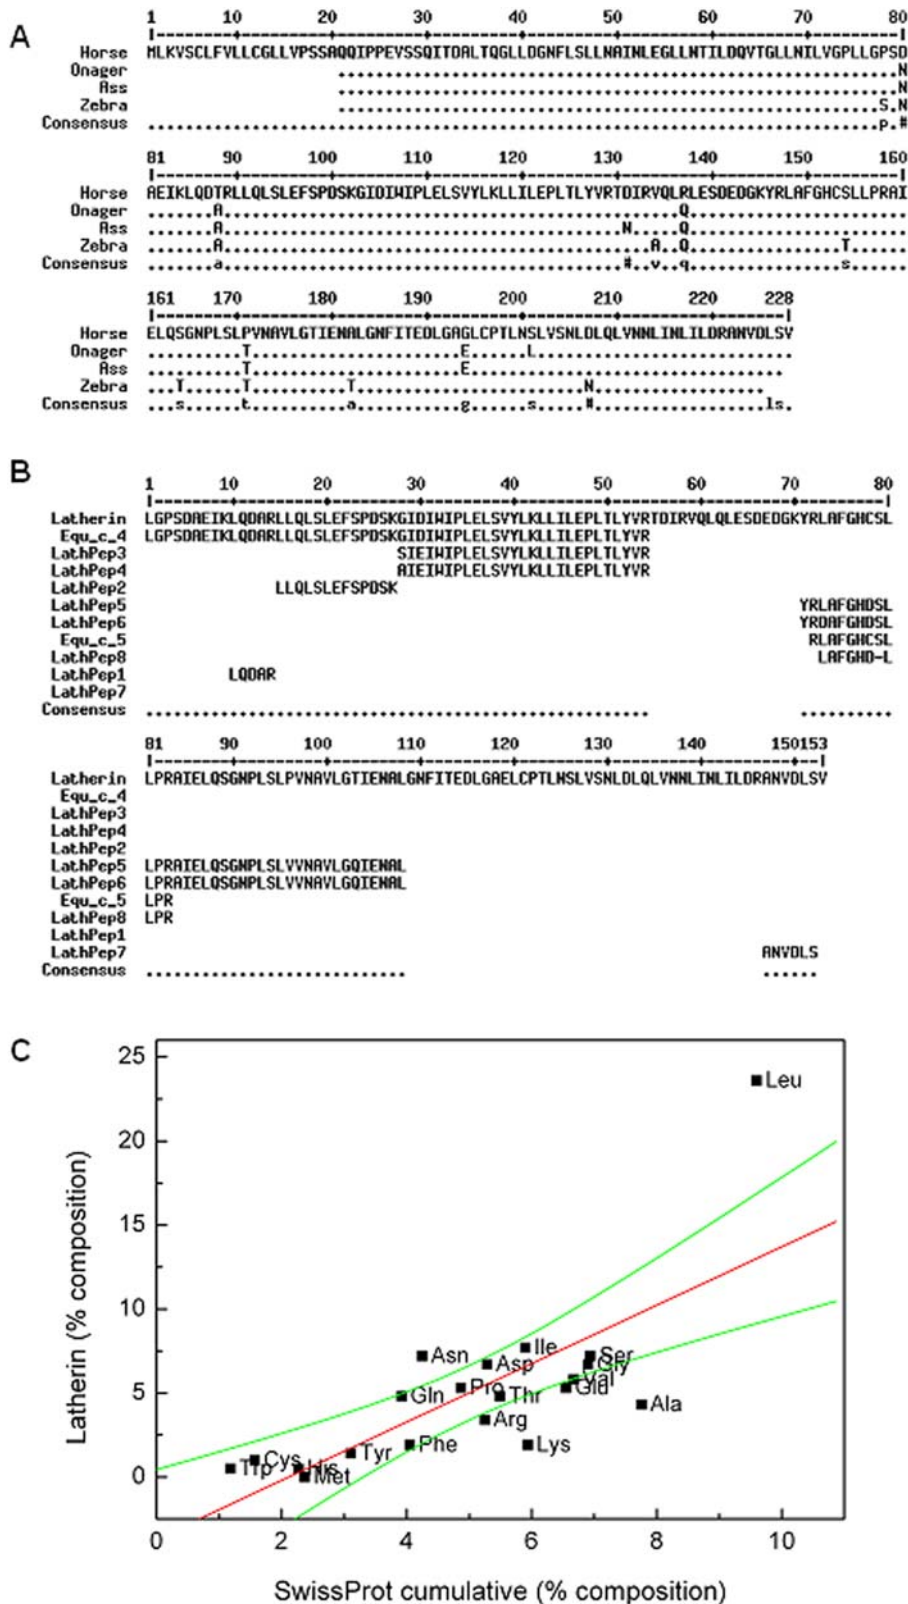 A
1 10 20 30 40 50 60 70 80
Horse MLKVSCLFVLLCGLLVPSSAQQIPPEVSSQITDALTQGLLDGNFLSLLNAINLEGLLNTILDQVTGLLNILVGPLLGPSD
Onager ...........................................................N
Ass ...........................................................N
Zebra .........................................................S.N
Consensus .............................................................................p.#
81 90 100 110 120 130 140 150 160
Horse AEIKLQDTRLLQLSLEFSPDSKGIDIWIPLELSVYLKLLILEPLTLYVRTDIRVQLRLESDEDGKYRLAFGHCSLLPRAI
Onager .......A................................................Q.......................
Ass .......A..........................................N.....Q.......................
Zebra .......A.............................................A..Q................T......
Consensus .......a..........................................#..v..q................s......
161 170 180 190 200 210 220 228
Horse ELQSGNPLSLPVNAVLGTIENALGNFITEDLGAGLCPTLNSLVSNLDLQLVNNLINLILDRANVDLSV
Onager ..........T......................E......L...........................
Ass ..........T......................E.................................
Zebra ...T......T..........T........................N..................
Consensus ...s......t..........a...........g......s.....#..................ls.
B
1 10 20 30 40 50 60 70 80
Latherin LGPSDAEIKLQDARLLQLSLEFSPDSKGIDIWIPLELSVYLKLLILEPLTLYVRTDIRVQLQLESDEDGKYRLAFGHCSL
Equ_c_4 LGPSDAEIKLQDARLLQLSLEFSPDSKGIDIWIPLELSVYLKLLILEPLTLYVR
LathPep3 SIEIWIPLELSVYLKLLILEPLTLYVR
LathPep4 AIEIWIPLELSVYLKLLILEPLTLYVR
LathPep2 LLQLSLEFSPDSK
LathPep5 YRLAFGHDSL
LathPep6 YRDAFGHDSL
Equ_c_5 RLAFGHCSL
LathPep8 LAFGHD-L
LathPep1 LQDAR
LathPep7
Consensus ...................................................... ..........
81 90 100 110 120 130 140 150153
Latherin LPRAIELQSGNPLSLPVNAVLGTIENALGNFITEDLGAELCPTLNSLVSNLDLQLVNNLINLILDRANVDLSV
Equ_c_4
LathPep3
LathPep4
LathPep2
LathPep5 LPRAIELQSGNPLSLVVNAVLGQIENAL
LathPep6 LPRAIELQSGNPLSLVVNAVLGQIENAL
Equ_c_5 LPR
LathPep8 LPR
LathPep1
LathPep7 ANVDLS
Consensus ............................ ......
C
25
20
15
10
5
0
Latherin (% composition)
Leu
Asn
Asp
Ile
Ser
Gly
Gln
Pro
Thr
Val
Glu
Ala
Arg
Phe
Lys
Tyr
Cys
Trp
His
Met
0 2 4 6 8 10
SwissProt cumulative (% composition)